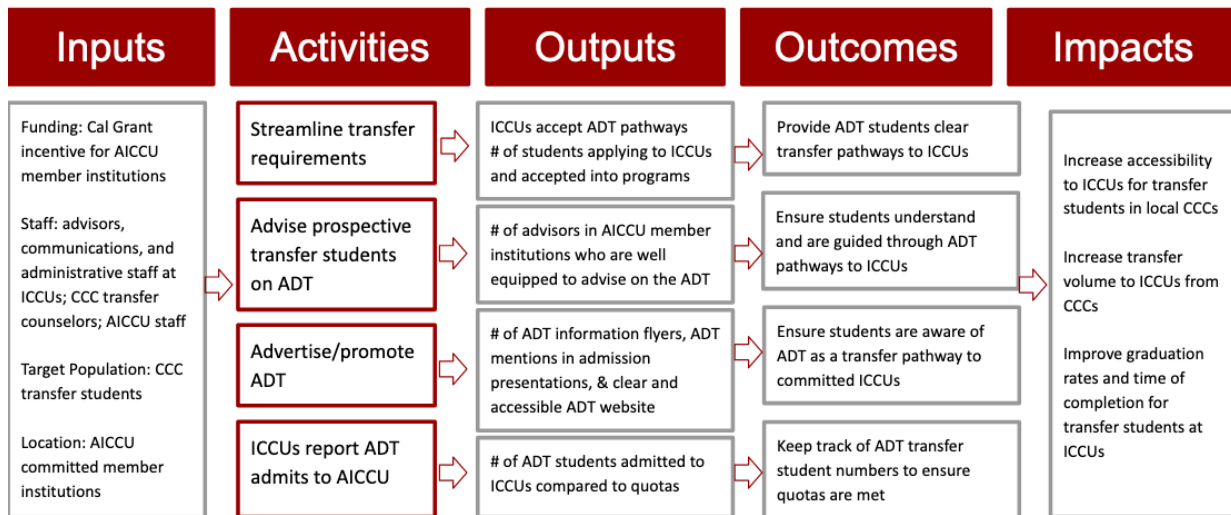 Inputs
Activities
Outputs
Outcomes
Impacts
Funding: Cal Grant
incentive for AICCU
member institutions
Staff: advisors,
communications, and
administrative staff at
ICCUs; CCC transfer
counselors; AICCU staff
Target Population: CCC
transfer students
Location: AICCU
committed member
institutions
Streamline transfer
requirements
Advise prospective
transfer students
on ADT
Advertise/promote
ADT
ICCUs report ADT
admits to AICCU
ICCUs accept ADT pathways
# of students applying to ICCUs
and accepted into programs
# of advisors in AICCU member
institutions who are well
equipped to advise on the ADT
# of ADT information flyers, ADT
mentions in admission
presentations, & clear and
accessible ADT website
# of ADT students admitted to
ICCUs compared to quotas
Provide ADT students clear
transfer pathways to ICCUs
Ensure students understand
and are guided through ADT
pathways to ICCUs
Ensure students are aware of
ADT as a transfer pathway to
committed ICCUs
Keep track of ADT transfer
student numbers to ensure
quotas are met
Increase accessibility
to ICCUs for transfer
students in local CCCs
Increase transfer
volume to ICCUs from
CCCs
Improve graduation
rates and time of
completion for
transfer students at
ICCUs